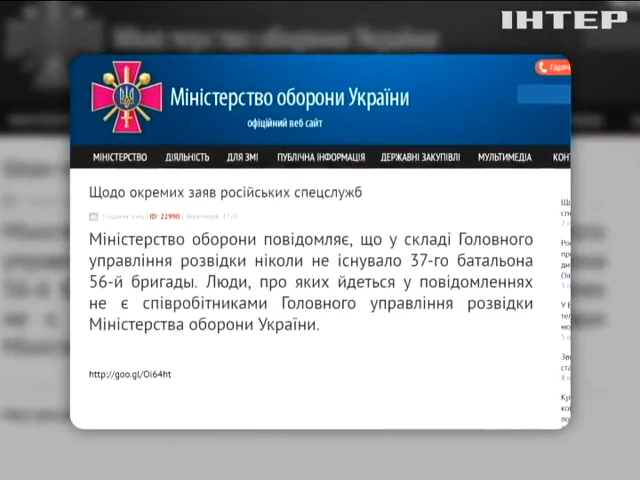 ІНТЕР
Міністерство оборони України
офіційний веб сайт
МІНІСТЕРСТВО ДІЯЛЬНІСТЬ ДЛЯ ЗМІ ПУБЛІЧНА ІНФОРМАЦІЯ ДЕРЖАВНІ ЗАКУПІВЛІ МУЛЬТИМЕДІА КОНТ
Щодо окремих заяв російських спецслужб
ID: 22990
Міністерство оборони повідомляє, що у складі Головного
управління розвідки ніколи не існувало 37-го батальона
56-й бригады. Люди, про яких йдеться у повідомленнях
не є співробітниками Головного управління розвідки
Міністерства оборони України.
http://goo.gl/Oi64ht